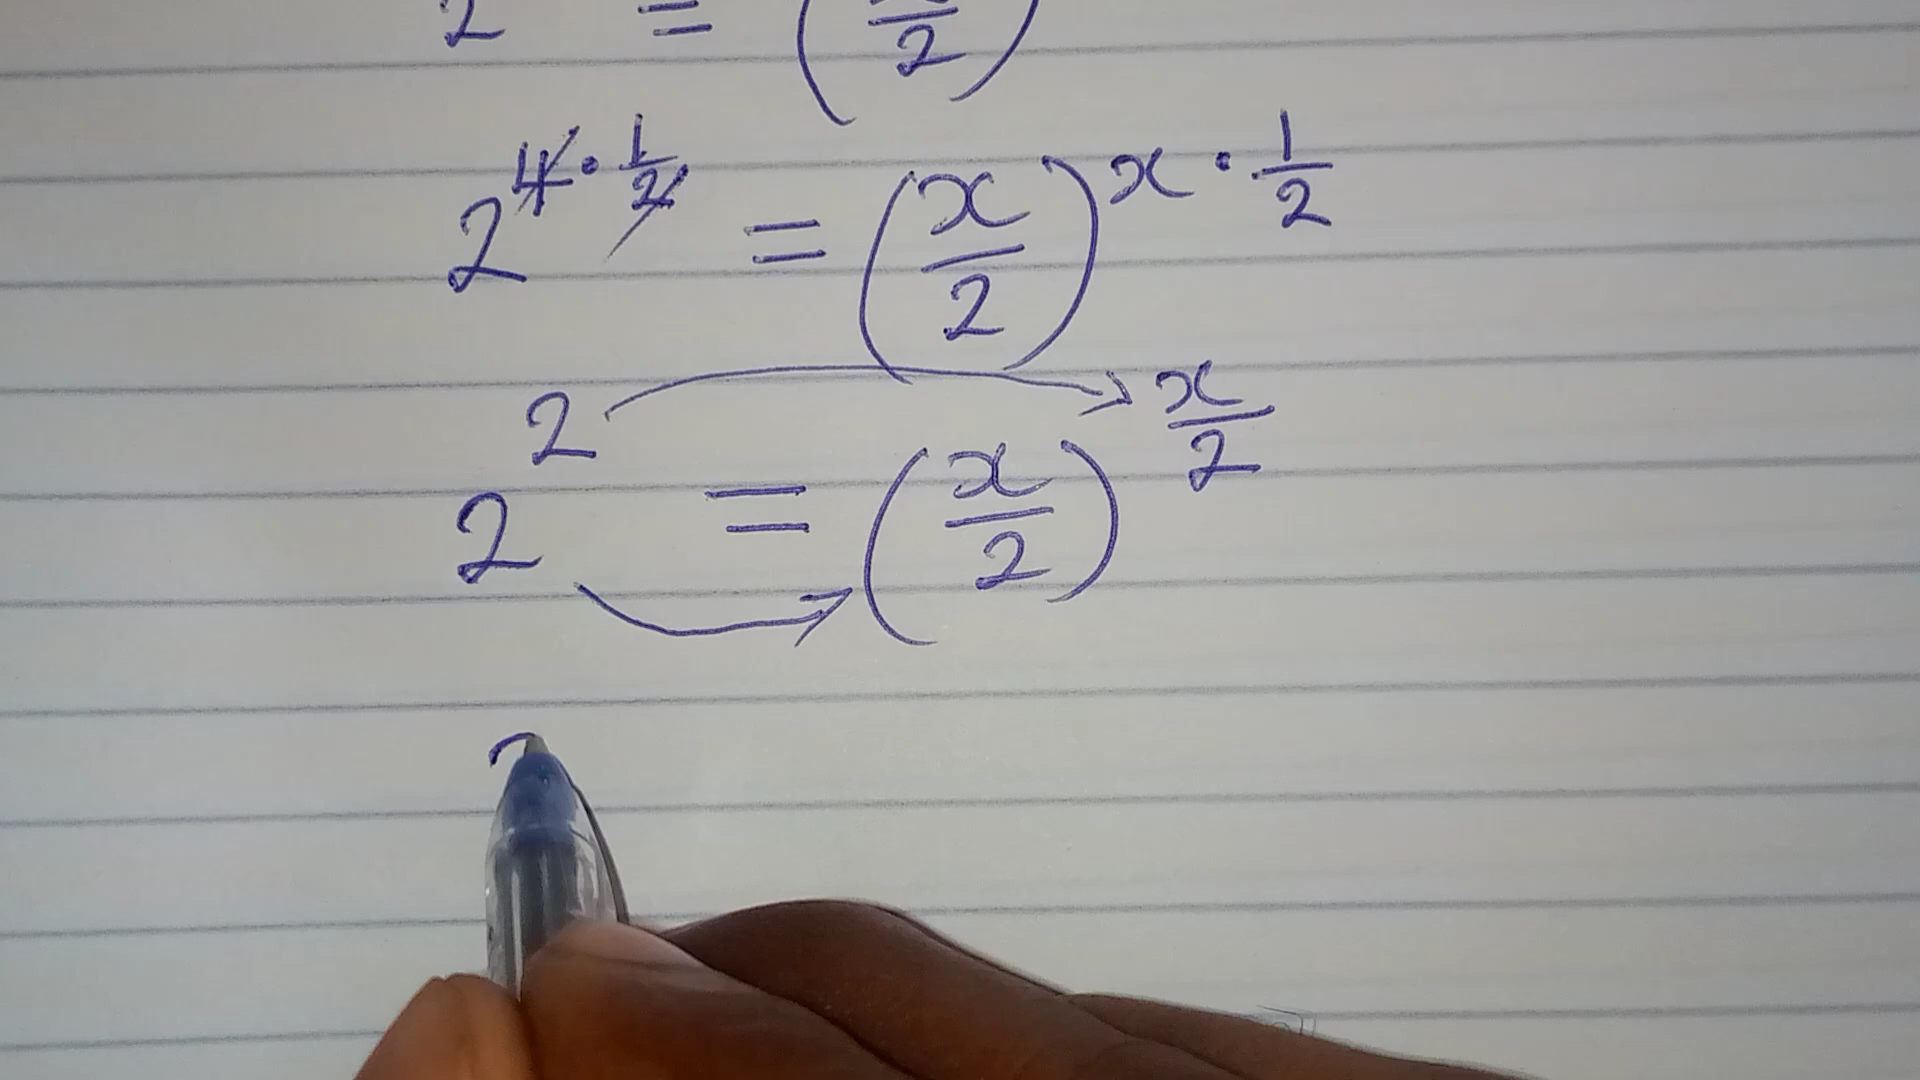 2 = (/2)
2^{4 · 1/2} = (x/2)^{x · 1/2}
2^2 = (x/2)^{x/2}